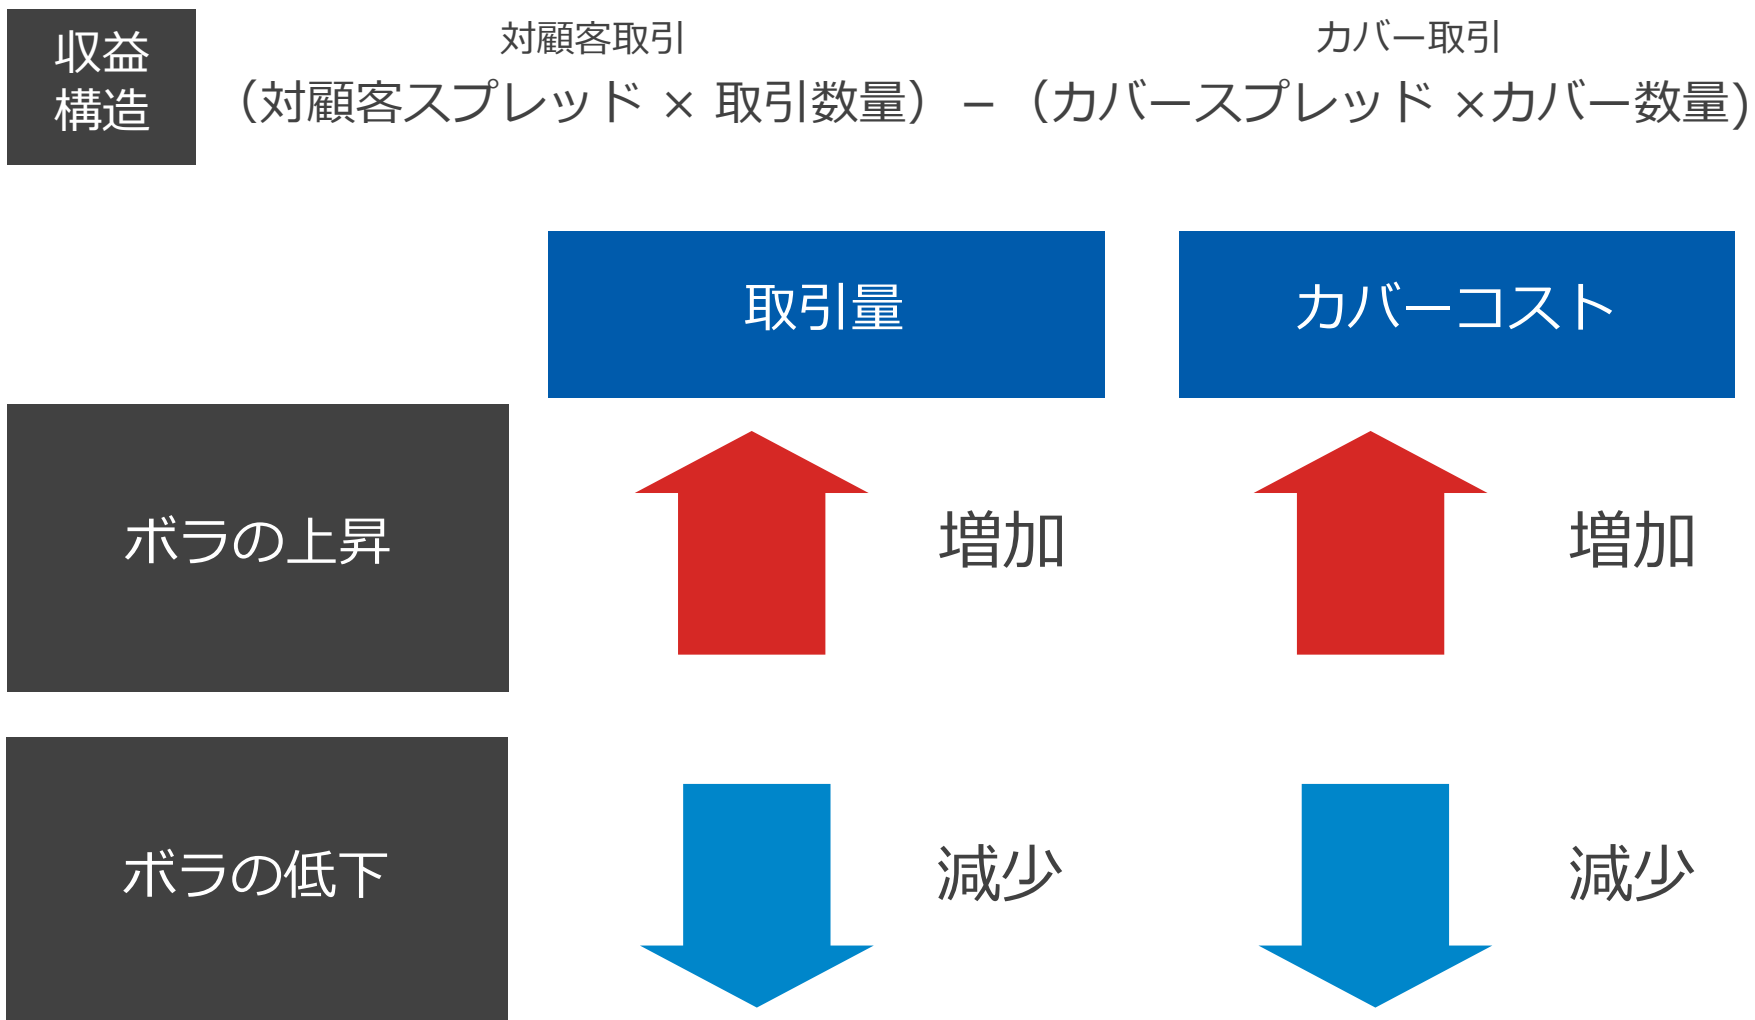 収益
構造
対顧客取引
カバー取引
（対顧客スプレッド × 取引数量）－（カバースプレッド ×カバー数量)
取引量
カバーコスト
ボラの上昇
増加
増加
ボラの低下
減少
減少